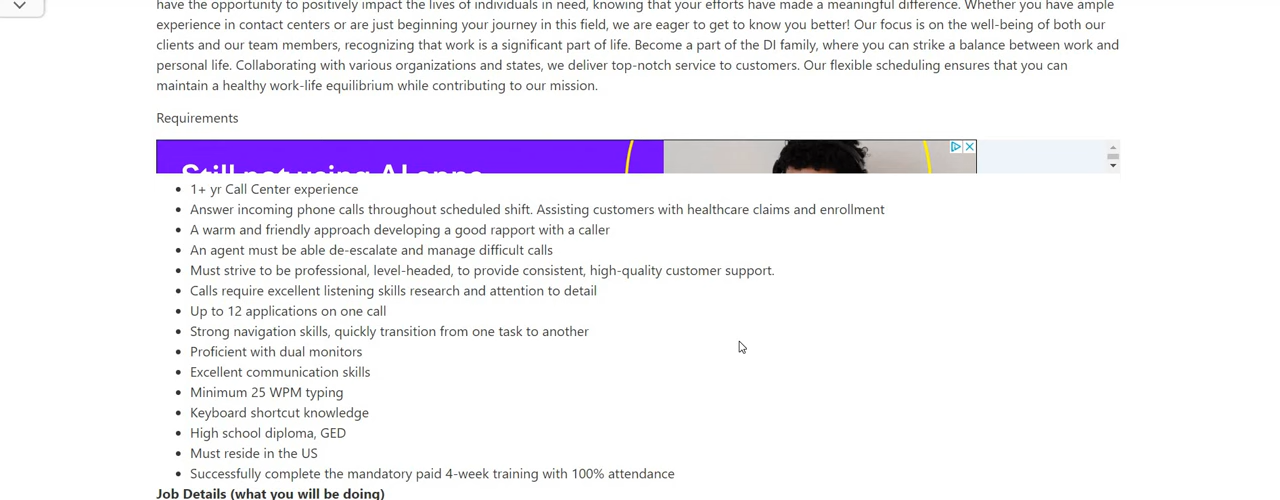 have the opportunity to positively impact the lives of individuals in need, knowing that your efforts have made a meaningful difference. Whether you have ample
experience in contact centers or are just beginning your journey in this field, we are eager to get to know you better! Our focus is on the well-being of both our
clients and our team members, recognizing that work is a significant part of life. Become a part of the DI family, where you can strike a balance between work and
personal life. Collaborating with various organizations and states, we deliver top-notch service to customers. Our flexible scheduling ensures that you can
maintain a healthy work-life equilibrium while contributing to our mission.
Requirements
Still not using AI apps
1+ yr Call Center experience
Answer incoming phone calls throughout scheduled shift. Assisting customers with healthcare claims and enrollment
A warm and friendly approach developing a good rapport with a caller
An agent must be able de-escalate and manage difficult calls
Must strive to be professional, level-headed, to provide consistent, high-quality customer support.
Calls require excellent listening skills research and attention to detail
Up to 12 applications on one call
Strong navigation skills, quickly transition from one task to another
Proficient with dual monitors
Excellent communication skills
Minimum 25 WPM typing
Keyboard shortcut knowledge
High school diploma, GED
Must reside in the US
Successfully complete the mandatory paid 4-week training with 100% attendance
Job Details (what you will be doing)